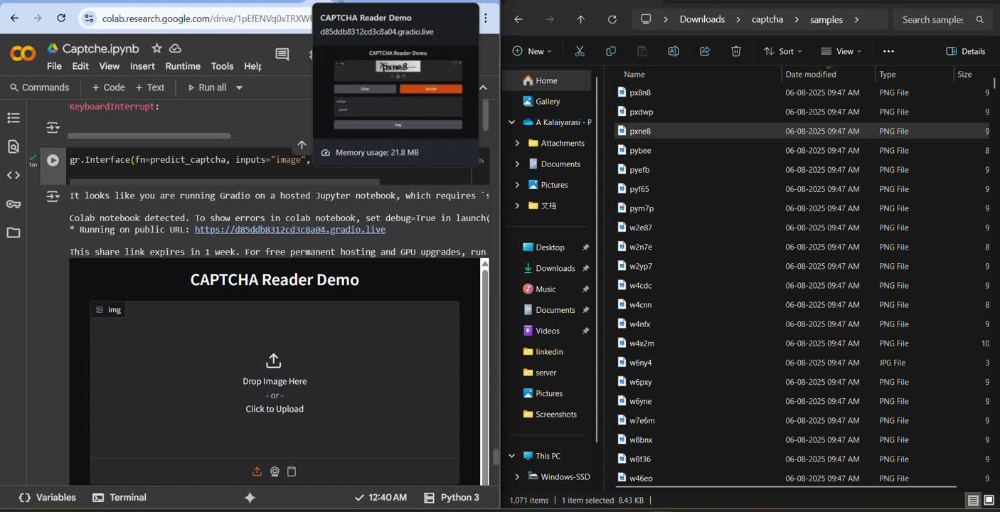 colab.research.google.com/drive/1pEfENVq0xTRXWf
Captche.ipynb
File Edit View Insert Runtime Tools Help
Commands + Code + Text Run all
KeyboardInterrupt:
1m
gr.Interface(fn=predict_captcha, inputs="image",
It looks like you are running Gradio on a hosted Jupyter notebook, which requires `s
Colab notebook detected. To show errors in colab notebook, set debug=True in launch(
* Running on public URL: https://d85ddb8312cd3c8a04.gradio.live
This share link expires in 1 week. For free permanent hosting and GPU upgrades, run
CAPTCHA Reader Demo
img
Drop Image Here
- or -
Click to Upload
Variables Terminal 12:40 AM Python 3
CAPTCHA Reader Demo
d85ddb8312cd3c8a04.gradio.live
CAPTCHA Reader Demo
pxne8
Clear
Flag
Memory usage: 21.8 MB
Downloads captcha samples Search samples
New Sort View Details
Home
Gallery
A Kalaiyarasi - P
Attachments
Documents
Pictures
文档
Desktop
Downloads
Music
Documents
Videos
linkedin
server
Pictures
Screenshots
This PC
Windows-SSD
Name Date modified Type Size
px8n8 06-08-2025 09:47 AM PNG File 9
pxdwp 06-08-2025 09:47 AM PNG File 9
pxne8 06-08-2025 09:47 AM PNG File 9
pybee 06-08-2025 09:47 AM PNG File 8
pyefb 06-08-2025 09:47 AM PNG File 9
pyf65 06-08-2025 09:47 AM PNG File 9
pym7p 06-08-2025 09:47 AM PNG File 9
w2e87 06-08-2025 09:47 AM PNG File 9
w2n7e 06-08-2025 09:47 AM PNG File 8
w2yp7 06-08-2025 09:47 AM PNG File 9
w4cdc 06-08-2025 09:47 AM PNG File 9
w4cnn 06-08-2025 09:47 AM PNG File 8
w4nfx 06-08-2025 09:47 AM PNG File 9
w4x2m 06-08-2025 09:47 AM PNG File 10
w6ny4 06-08-2025 09:47 AM JPG File 3
w6pxy 06-08-2025 09:47 AM PNG File 9
w6yne 06-08-2025 09:47 AM PNG File 9
w7e6m 06-08-2025 09:47 AM PNG File 9
w8bnx 06-08-2025 09:47 AM PNG File 9
w8f36 06-08-2025 09:47 AM PNG File 9
w46ep 06-08-2025 09:47 AM PNG File 9
1,071 items 1 item selected 8.43 KB